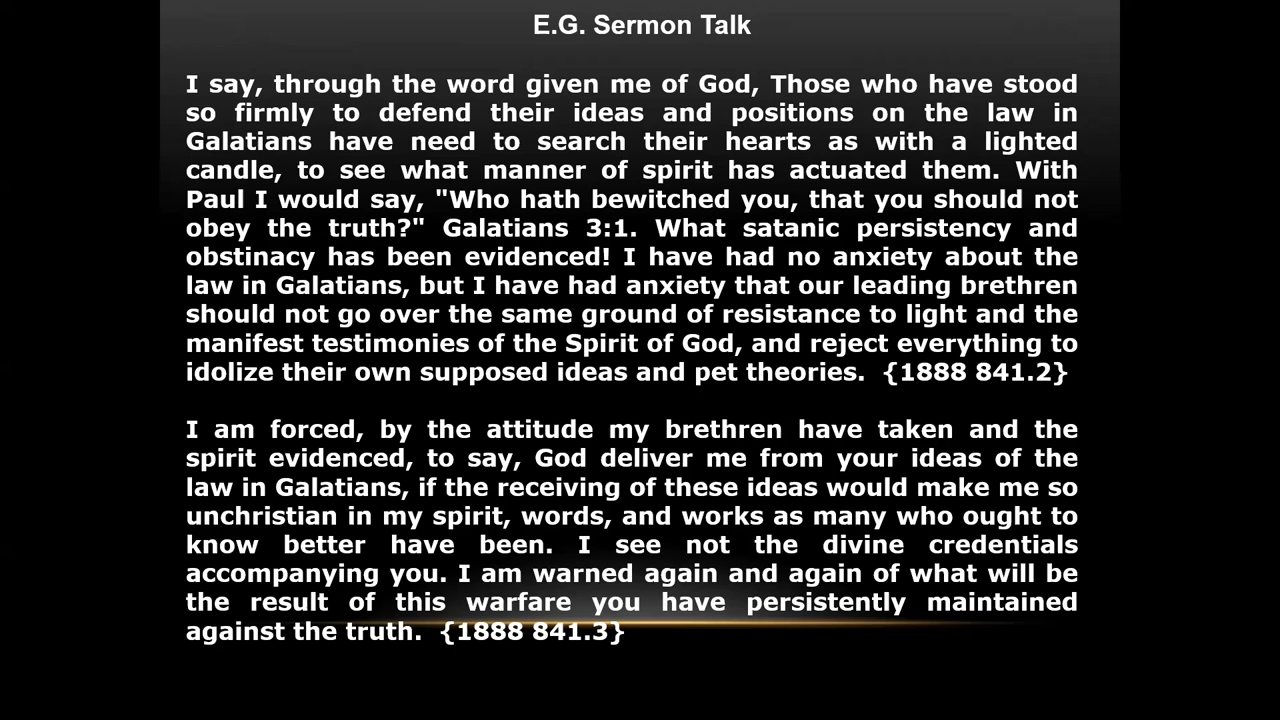 E.G. Sermon Talk
I say, through the word given me of God, Those who have stood
so firmly to defend their ideas and positions on the law in
Galatians have need to search their hearts as with a lighted
candle, to see what manner of spirit has actuated them. With
Paul I would say, "Who hath bewitched you, that you should not
obey the truth?" Galatians 3:1. What satanic persistency and
obstinacy has been evidenced! I have had no anxiety about the
law in Galatians, but I have had anxiety that our leading brethren
should not go over the same ground of resistance to light and the
manifest testimonies of the Spirit of God, and reject everything to
idolize their own supposed ideas and pet theories. {1888 841.2}
I am forced, by the attitude my brethren have taken and the
spirit evidenced, to say, God deliver me from your ideas of the
law in Galatians, if the receiving of these ideas would make me so
unchristian in my spirit, words, and works as many who ought to
know better have been. I see not the divine credentials
accompanying you. I am warned again and again of what will be
the result of this warfare you have persistently maintained
against the truth. {1888 841.3}